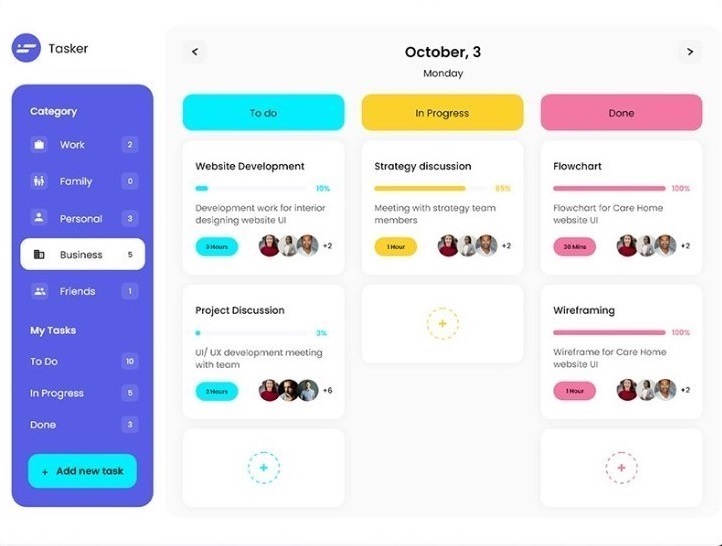 Tasker
Category
Work 2
Family 0
Personal 3
Business 5
Friends 1
My Tasks
To Do 10
In Progress 5
Done 3
+ Add new task
<
October, 3
>
Monday
To do
Website Development
10%
Development work for interior
designing website UI
3 Hours
+2
Project Discussion
3%
UI/ UX development meeting
with team
2 Hours
+6
+
In Progress
Strategy discussion
85%
Meeting with strategy team
members
1 Hour
+2
+
Done
Flowchart
100%
Flowchart for Care Home
website UI
30 Mins
+2
Wireframing
100%
Wireframe for Care Home
website UI
1 Hour
+2
+